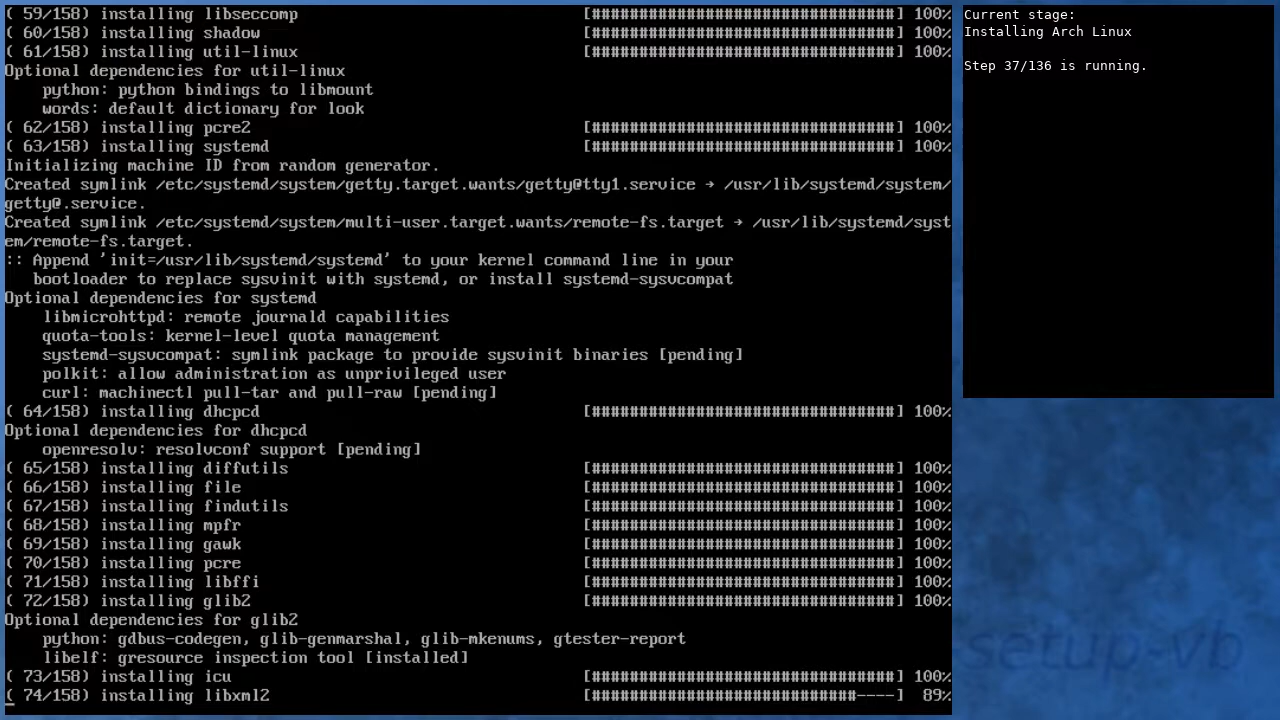 ( 59/158) installing libseccomp [################################] 100%
( 60/158) installing shadow [################################] 100%
( 61/158) installing util-linux [################################] 100%
Optional dependencies for util-linux
python: python bindings to libmount
words: default dictionary for look
( 62/158) installing pcre2 [################################] 100%
( 63/158) installing systemd [################################] 100%
Initializing machine ID from random generator.
Created symlink /etc/systemd/system/getty.target.wants/getty@tty1.service → /usr/lib/systemd/system/
getty@.service.
Created symlink /etc/systemd/system/multi-user.target.wants/remote-fs.target → /usr/lib/systemd/syst
em/remote-fs.target.
:: Append 'init=/usr/lib/systemd/systemd' to your kernel command line in your
bootloader to replace sysvinit with systemd, or install systemd-sysvcompat
Optional dependencies for systemd
libmicrohttpd: remote journald capabilities
quota-tools: kernel-level quota management
systemd-sysvcompat: symlink package to provide sysvinit binaries [pending]
polkit: allow administration as unprivileged user
curl: machinectl pull-tar and pull-raw [pending]
( 64/158) installing dhcpcd [################################] 100%
Optional dependencies for dhcpcd
openresolv: resolvconf support [pending]
( 65/158) installing diffutils [################################] 100%
( 66/158) installing file [################################] 100%
( 67/158) installing findutils [################################] 100%
( 68/158) installing mpfr [################################] 100%
( 69/158) installing gawk [################################] 100%
( 70/158) installing pcre [################################] 100%
( 71/158) installing libffi [################################] 100%
( 72/158) installing glib2 [################################] 100%
Optional dependencies for glib2
python: gdbus-codegen, glib-genmarshal, glib-mkenums, gtester-report
libelf: gresource inspection tool [installed]
( 73/158) installing icu [################################] 100%
( 74/158) installing libxml2 [############################----] 89%
Current stage:
Installing Arch Linux
Step 37/136 is running.
setup-vb